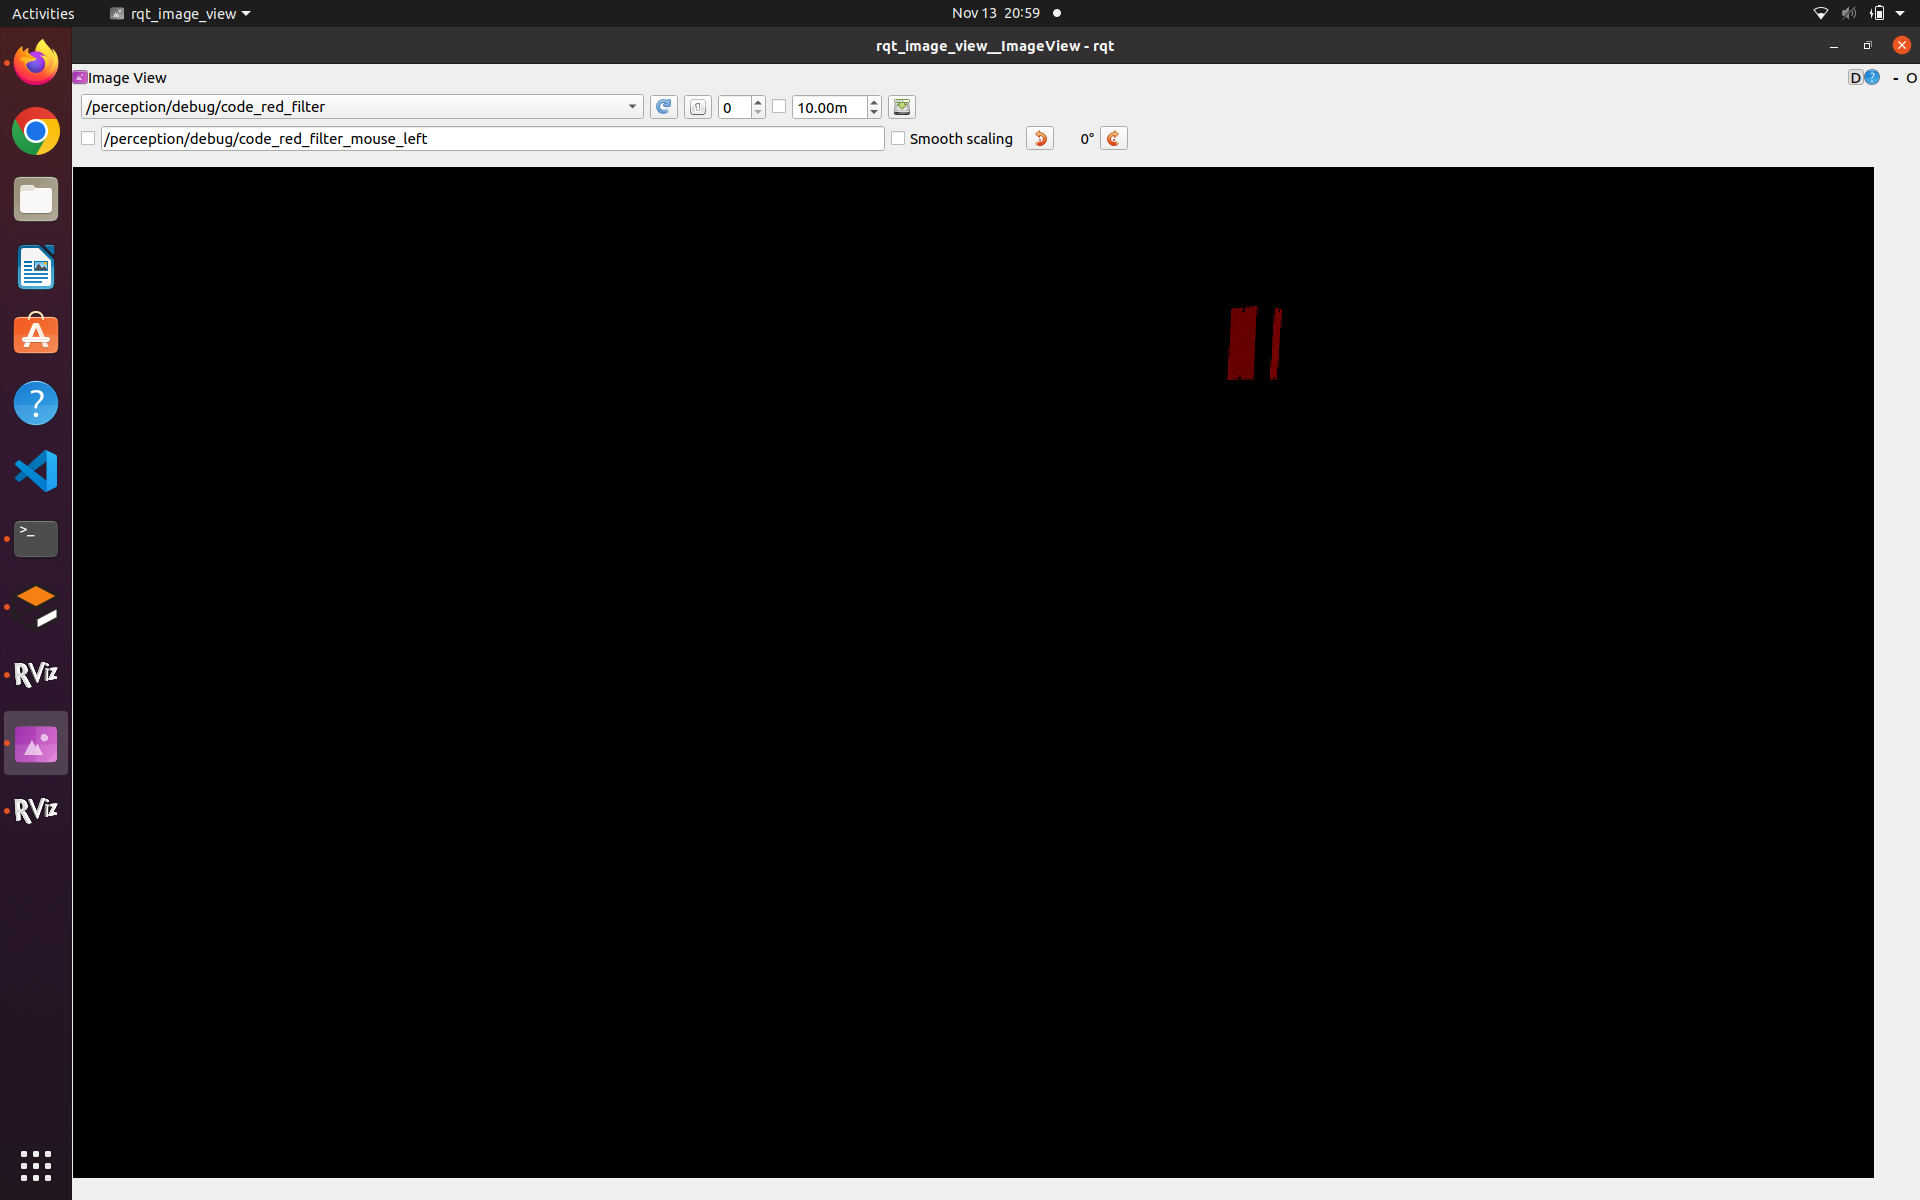 Activities
rqt_image_view
Nov 13 20:59
rqt_image_view__ImageView - rqt
Image View
D
?
- O
/perception/debug/code_red_filter
0
10.00m
/perception/debug/code_red_filter_mouse_left
Smooth scaling
0°
A
?
>_
RViz
RViz